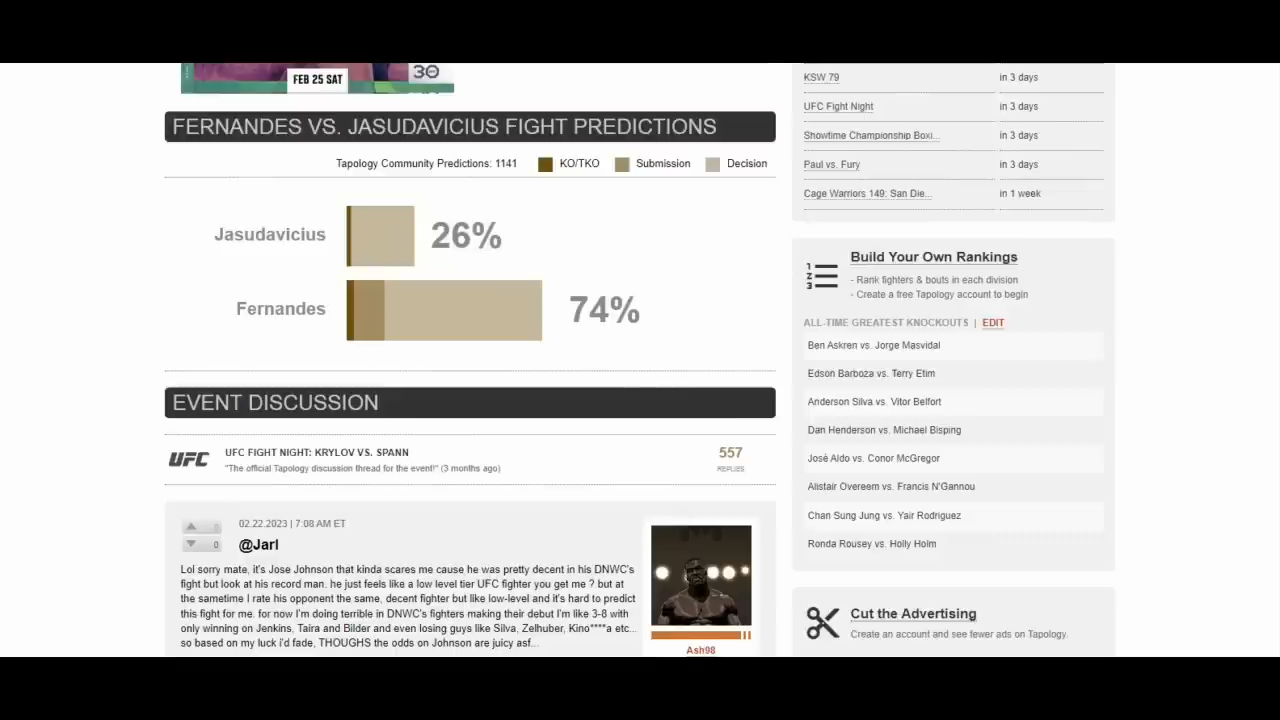 FEB 25 SAT
30
FERNANDES VS. JASUDAVICIUS FIGHT PREDICTIONS
Tapology Community Predictions: 1141 KO/TKO Submission Decision
Jasudavicius 26%
Fernandes 74%
EVENT DISCUSSION
UFC UFC FIGHT NIGHT: KRYLOV VS. SPANN 557
"The official Tapology discussion thread for the event!" (3 months ago) REPLIES
0 02.22.2023 | 7:08 AM ET
0 @Jarl
Lol sorry mate, it's Jose Johnson that kinda scares me cause he was pretty decent in his DNWC's
fight but look at his record man. he just feels like a low level tier UFC fighter you get me ? but at
the sametime I rate his opponent the same, decent fighter but like low-level and it's hard to predict
this fight for me. for now I'm doing terrible in DNWC's fighters making their debut I'm like 3-8 with
only winning on Jenkins, Taira and Bilder and even losing guys like Silva, Zelhuber, Kino****a etc...
so based on my luck i'd fade, THOUGHS the odds on Johnson are juicy asf...
Ash98
KSW 79 in 3 days
UFC Fight Night in 3 days
Showtime Championship Boxi... in 3 days
Paul vs. Fury in 3 days
Cage Warriors 149: San Die... in 1 week
1
2
3
Build Your Own Rankings
- Rank fighters & bouts in each division
- Create a free Tapology account to begin
ALL-TIME GREATEST KNOCKOUTS | EDIT
Ben Askren vs. Jorge Masvidal
Edson Barboza vs. Terry Etim
Anderson Silva vs. Vitor Belfort
Dan Henderson vs. Michael Bisping
José Aldo vs. Conor McGregor
Alistair Overeem vs. Francis N'Gannou
Chan Sung Jung vs. Yair Rodriguez
Ronda Rousey vs. Holly Holm
Cut the Advertising
Create an account and see fewer ads on Tapology.